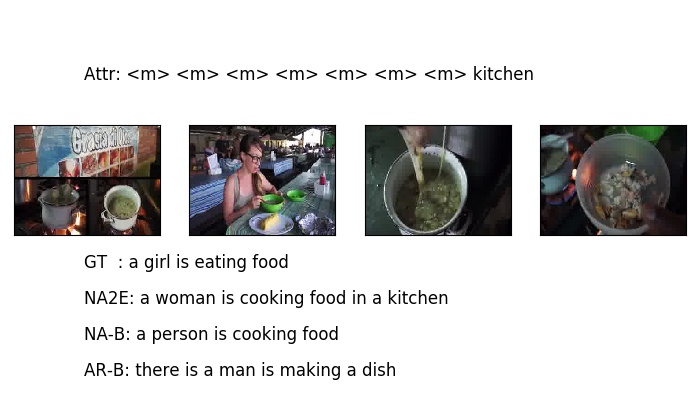 Attr: <m> <m> <m> <m> <m> <m> <m> kitchen
GT : a girl is eating food
NA2E: a woman is cooking food in a kitchen
NA-B: a person is cooking food
AR-B: there is a man is making a dish